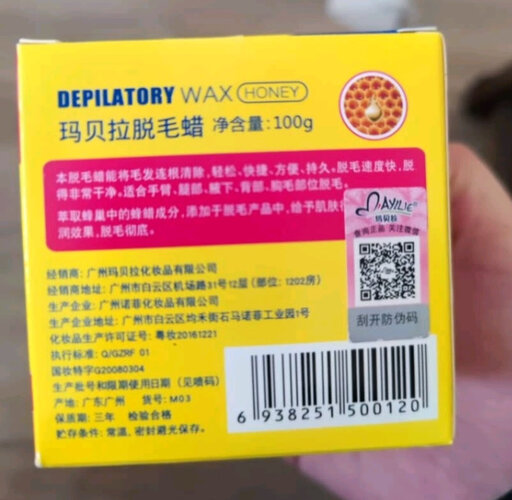 DEPILATORY WAX HONEY
玛贝拉脱毛蜡 净含量:100g
本脱毛蜡能将毛发连根清除,轻松、快捷、方便、持久。脱毛速度快,脱
得非常干净。适合手臂、腿部、腋下、背部、胸毛部位脱毛。
萃取蜂巢中的蜂蜡成分,添加于脱毛产品中,给予肌肤
润效果,脱毛彻底。
MAYILIE
玛贝拉
查询正品 关注微信
刮开防伪码
经销商:广州玛贝拉化妆品有限公司
经销商地址:广州市白云区机场路31号12层(部位:1202房)
生产企业:广州诺菲化妆品有限公司
生产企业地址:广州市白云区均禾街石马诺菲工业园1号
化妆品生产许可证号:粤妆20161221
执行标准:Q/GZRF 01
国妆特字G20080304
生产批号和限期使用日期(见喷码)
产地:广东广州 货号:M03
保质期:三年 检验合格
贮存条件:常温,密封避光保存。
6 938251 500120